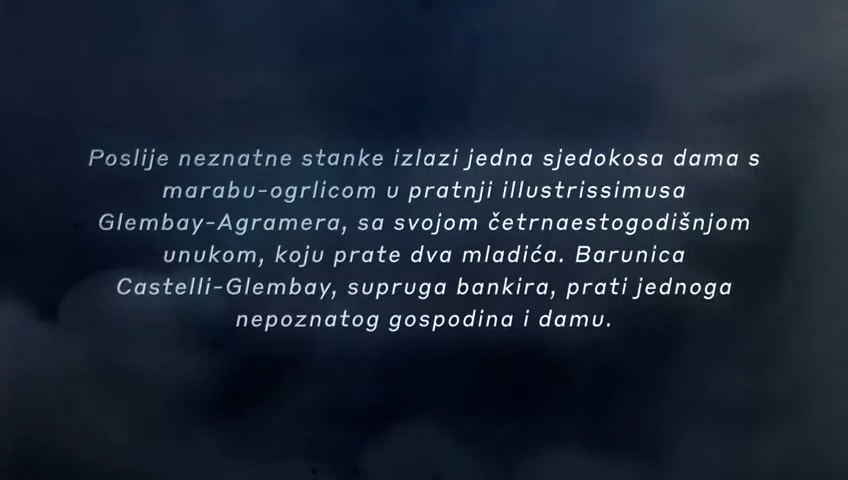 Poslije neznatne stanke izlazi jedna sjedokosa dama s
marabu-ogrlicom u pratnji illustrissimusa
Glembay-Agramera, sa svojom četrnaestogodišnjom
unukom, koju prate dva mladića. Barunica
Castelli-Glembay, supruga bankira, prati jednoga
nepoznatog gospodina i damu.